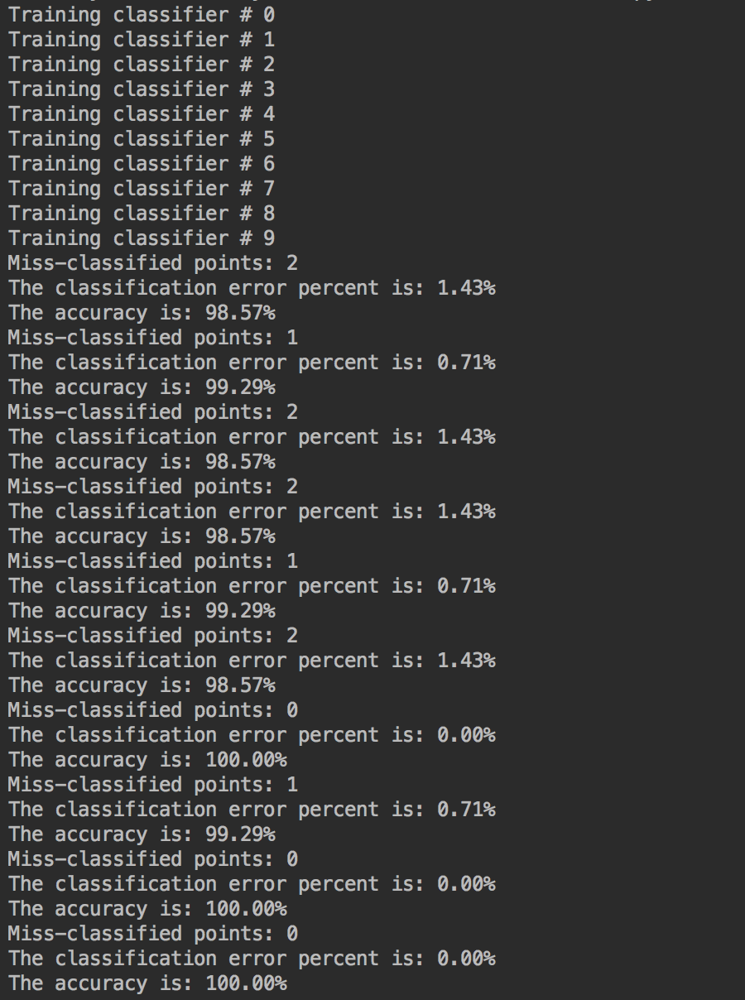 Training classifier # 0
Training classifier # 1
Training classifier # 2
Training classifier # 3
Training classifier # 4
Training classifier # 5
Training classifier # 6
Training classifier # 7
Training classifier # 8
Training classifier # 9
Miss-classified points: 2
The classification error percent is: 1.43%
The accuracy is: 98.57%
Miss-classified points: 1
The classification error percent is: 0.71%
The accuracy is: 99.29%
Miss-classified points: 2
The classification error percent is: 1.43%
The accuracy is: 98.57%
Miss-classified points: 2
The classification error percent is: 1.43%
The accuracy is: 98.57%
Miss-classified points: 1
The classification error percent is: 0.71%
The accuracy is: 99.29%
Miss-classified points: 2
The classification error percent is: 1.43%
The accuracy is: 98.57%
Miss-classified points: 0
The classification error percent is: 0.00%
The accuracy is: 100.00%
Miss-classified points: 1
The classification error percent is: 0.71%
The accuracy is: 99.29%
Miss-classified points: 0
The classification error percent is: 0.00%
The accuracy is: 100.00%
Miss-classified points: 0
The classification error percent is: 0.00%
The accuracy is: 100.00%